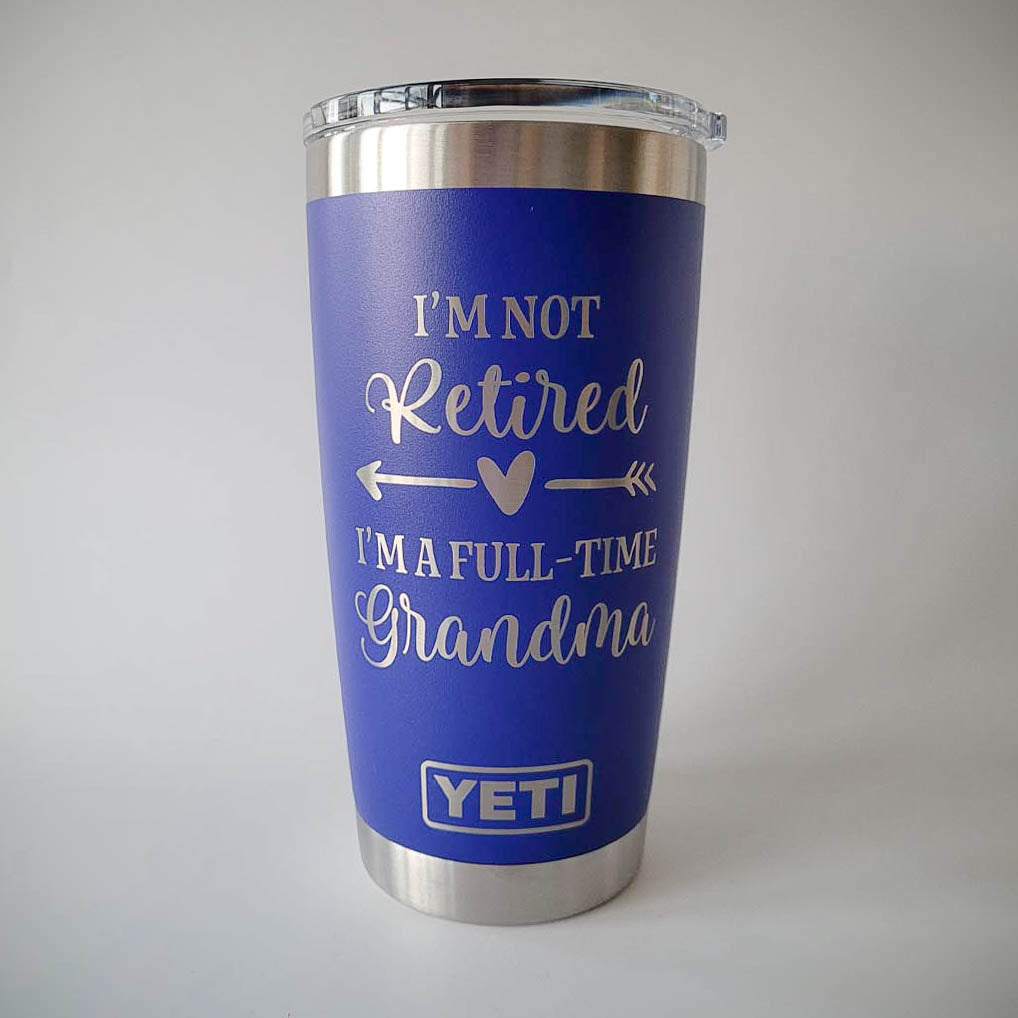 I'M NOT
Retired
I'M A FULL-TIME
Grandma
YETI